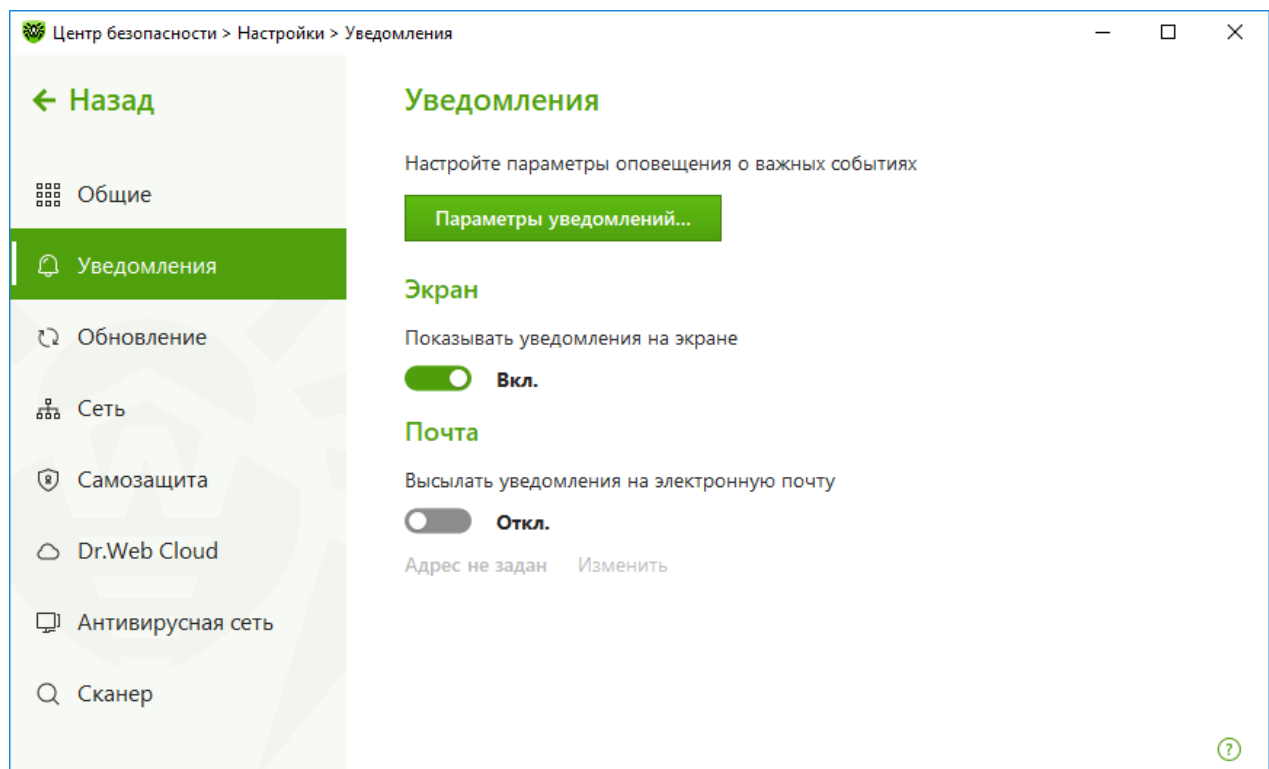 Центр безопасности > Настройки > Уведомления
Назад
Общие
Уведомления
Обновление
Сеть
Самозащита
Dr.Web Cloud
Антивирусная сеть
Сканер
Уведомления
Настройте параметры оповещения о важных событиях
Параметры уведомлений...
Экран
Показывать уведомления на экране
Вкл.
Почта
Высылать уведомления на электронную почту
Откл.
Адрес не задан Изменить
?